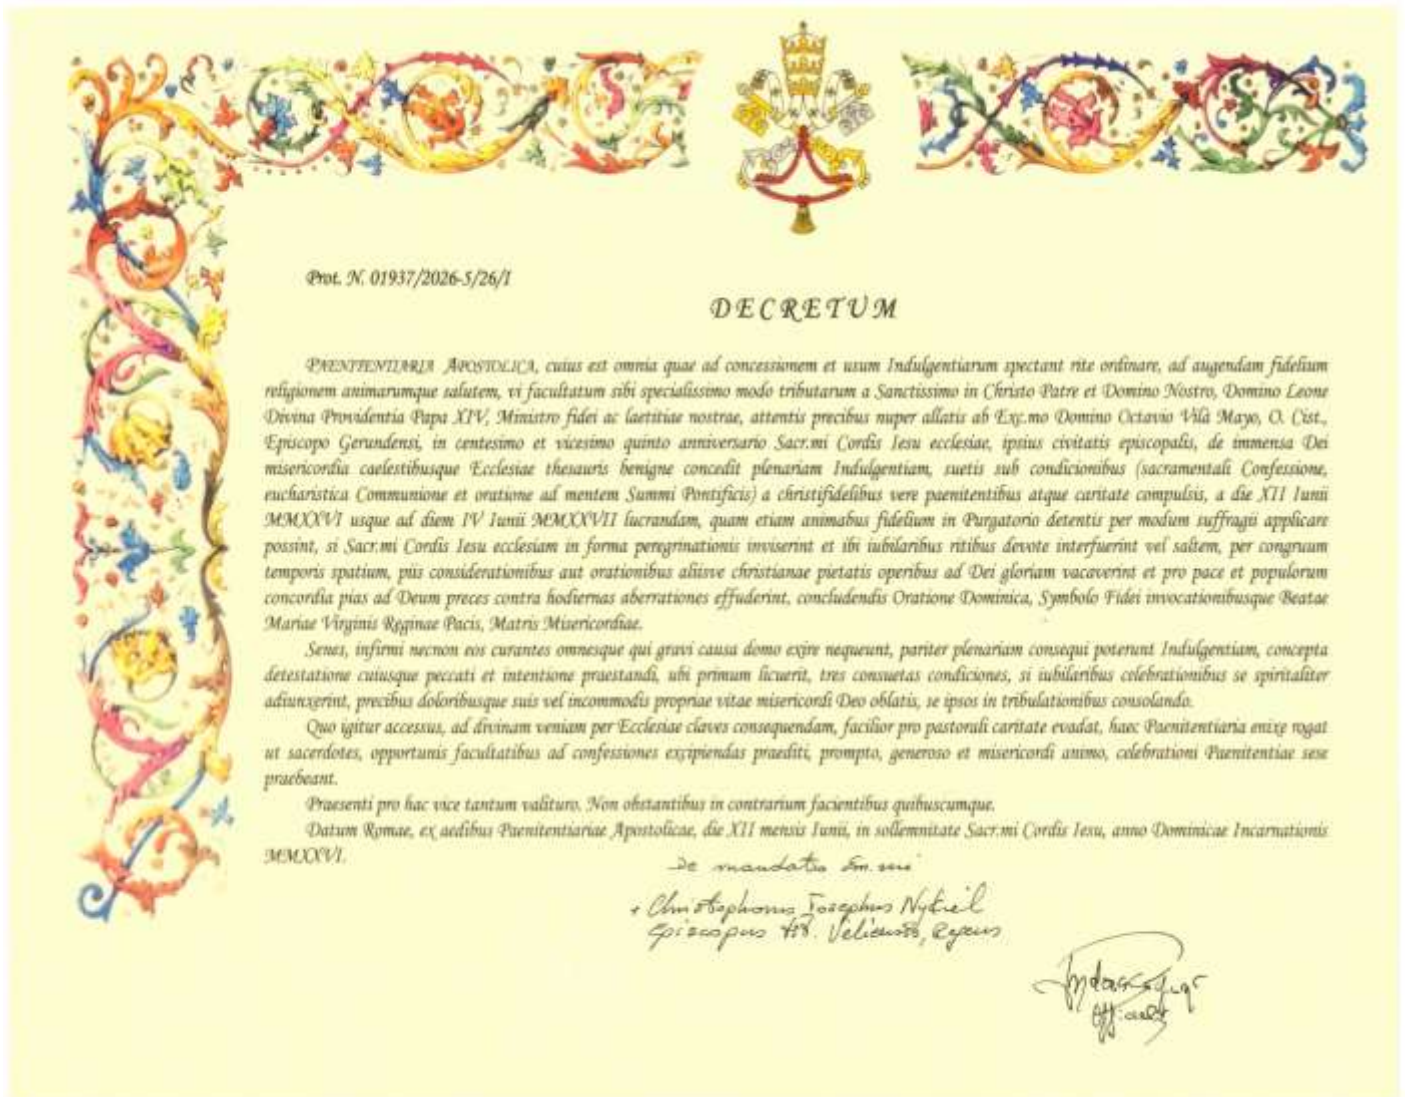 Prot. N. 01937/2026-5/26/I
DECRETUM
PAENITENTIARIA APOSTOLICA, cuius est omnia quae ad concessionem et usum Indulgentiarum spectant rite ordinare, ad augendam fidelium
religionem animarumque salutem, vi facultatum sibi specialissimo modo tributarum a Sanctissimo in Christo Patre et Domino Nostro, Domino Leone
Divina Providentia Papa XIV, Ministro fidei ac laetitiae nostrae, attentis precibus nuper allatis ab Exc.mo Domino Octavio Vilà Mayo, O. Cist.,
Episcopo Gerundensi, in centesimo et vicesimo quinto anniversario Sacr.mi Cordis Iesu ecclesiae, ipsius civitatis episcopalis, de immensa Dei
misericordia caelestibusque Ecclesiae thesauris benigne concedit plenariam Indulgentiam, suetis sub condicionibus (sacramentali Confessione,
eucharistica Communione et oratione ad mentem Summi Pontificis) a christifidelibus vere paenitentibus atque caritate compulsis, a die XII Iunii
MMXXVI usque ad diem IV Iunii MMXXVII lucrandam, quam etiam animabus fidelium in Purgatorio detentis per modum suffragii applicare
possint, si Sacr.mi Cordis Iesu ecclesiam in forma peregrinationis inviserint et ibi iubilaribus ritibus devote interfuerint vel saltem, per congruum
temporis spatium, piis considerationibus aut orationibus aliisve christianae pietatis operibus ad Dei gloriam vacaverint et pro pace et populorum
concordia pias ad Deum preces contra hodiernas aberrationes effuderint, concludendis Oratione Dominica, Symbolo Fidei invocationibusque Beatae
Mariae Virginis Reginae Pacis, Matris Misericordiae.
Senes, infirmi necnon eos curantes omnesque qui gravi causa domo exire nequeunt, pariter plenariam consequi poterunt Indulgentiam, concepta
detestatione cuiusque peccati et intentione praestandi, ubi primum licuerit, tres consuetas condiciones, si iubilaribus celebrationibus se spiritaliter
adiunxerint, precibus doloribusque suis vel incommodis propriae vitae misericordi Deo oblatis, se ipsos in tribulationibus consolando.
Quo igitur accessus, ad divinam veniam per Ecclesiae claves consequendam, facilior pro pastorali caritate evadat, haec Paenitentiaria enixe rogat
ut sacerdotes, opportunis facultatibus ad confessiones excipiendas praediti, prompto, generoso et misericordi animo, celebrationi Paenitentiae sese
praebeant.
Praesenti pro hac vice tantum valituro. Non obstantibus in contrarium facientibus quibuscumque.
Datum Romae, ex aedibus Paenitentiariae Apostolicae, die XII mensis Iunii, in sollemnitate Sacr.mi Cordis Iesu, anno Dominicae Incarnationis
MMXXVI.
De mandato Em.mi
+ Christophorus Iosephus Nykiel
Episcopus tit. Veliensis, Regens